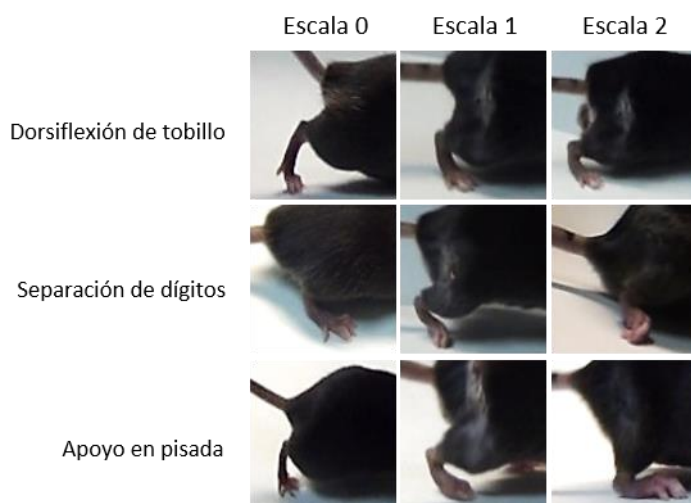 Escala 0 Escala 1 Escala 2
Dorsiflexión de tobillo
Separación de dígitos
Apoyo en pisada